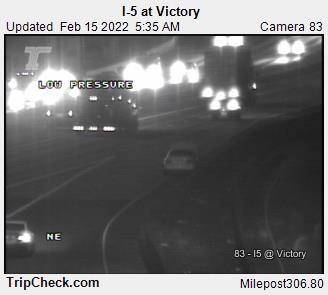 I-5 at Victory
Updated Feb 15 2022 5:35 AM Camera 83
LOW PRESSURE
NE
83 - I5 @ Victory
TripCheck.com Milepost306.80